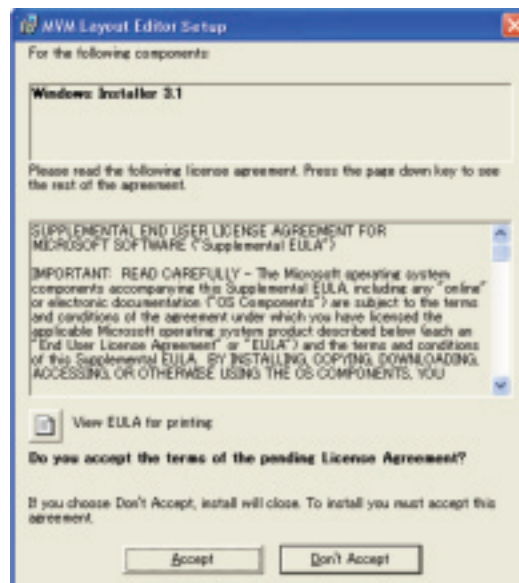 MVM Layout Editor Setup
For the following components:
Windows Installer 3.1
Please read the following license agreement. Press the page down key to see
the rest of the agreement.
SUPPLEMENTAL END USER LICENSE AGREEMENT FOR
MICROSOFT SOFTWARE ("Supplemental EULA")
IMPORTANT: READ CAREFULLY - The Microsoft operating system
components accompanying this Supplemental EULA, including any "online"
or electronic documentation ("OS Components") are subject to the terms
and conditions of the agreement under which you have licensed the
applicable Microsoft operating system product described below (each an
"End User License Agreement" or "EULA") and the terms and conditions
of this Supplemental EULA. BY INSTALLING, COPYING, DOWNLOADING,
ACCESSING, OR OTHERWISE USING THE OS COMPONENTS, YOU
View EULA for printing
Do you accept the terms of the pending License Agreement?
If you choose Don't Accept, install will close. To install you must accept this
agreement.
Accept
Don't Accept